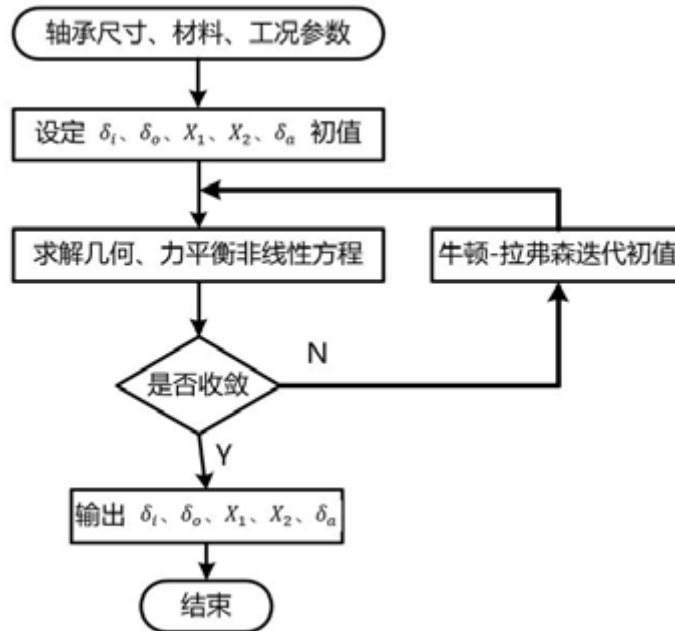 轴承尺寸、材料、工况参数
设定 δᵢ、δₒ、X₁、X₂、δₐ 初值
求解几何、力平衡非线性方程
牛顿-拉弗森迭代初值
是否收敛
N
Y
输出 δᵢ、δₒ、X₁、X₂、δₐ
结束